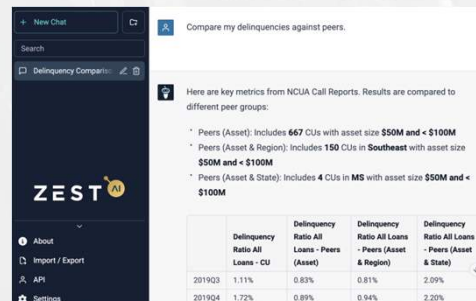 + New Chat
Search
Delinquency Comparisc
ZEST AI
About
Import / Export
API
Settings
Compare my delinquencies against peers.
Here are key metrics from NCUA Call Reports. Results are compared to
different peer groups:
Peers (Asset): Includes 667 CUs with asset size $50M and < $100M
Peers (Asset & Region): Includes 150 CUs in Southeast with asset size
$50M and < $100M
Peers (Asset & State): Includes 4 CUs in MS with asset size $50M and <
$100M
Delinquency Ratio All Loans - CU
Delinquency Ratio All Loans - Peers (Asset)
Delinquency Ratio All Loans - Peers (Asset & Region)
Delinquency Ratio All Loans - Peers (Asset & State)
2019Q3 1.11% 0.83% 0.81% 2.09%
2019Q4 1.72% 0.89% 0.94% 2.20%